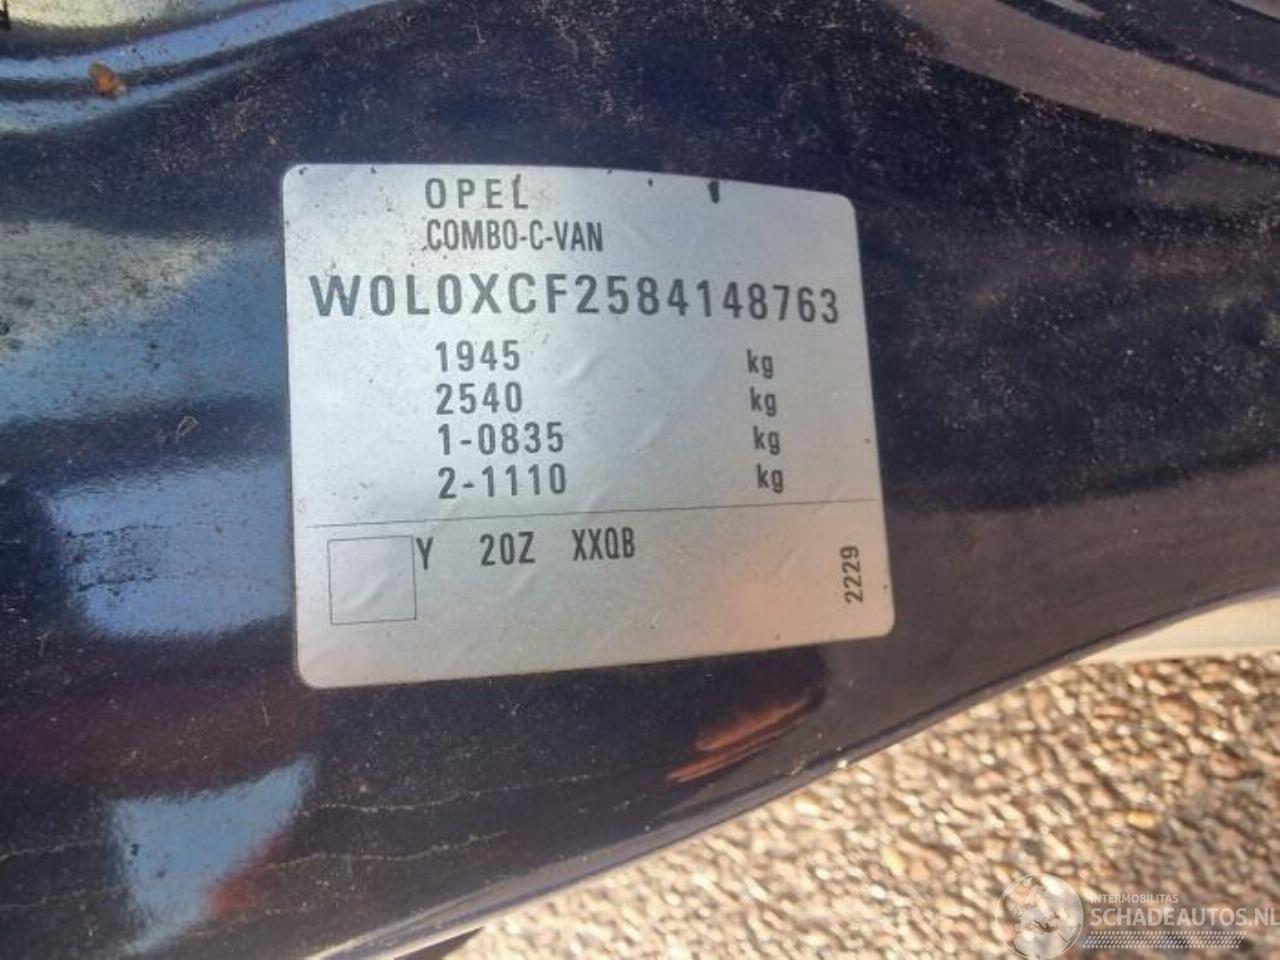 OPEL
COMBO-C-VAN
W0L0XCF2584148763
1945 kg
2540 kg
1-0835 kg
2-1110 kg
Y 20Z XXQB
2229
INTERMOBILITAS
SCHADEAUTOS.NL